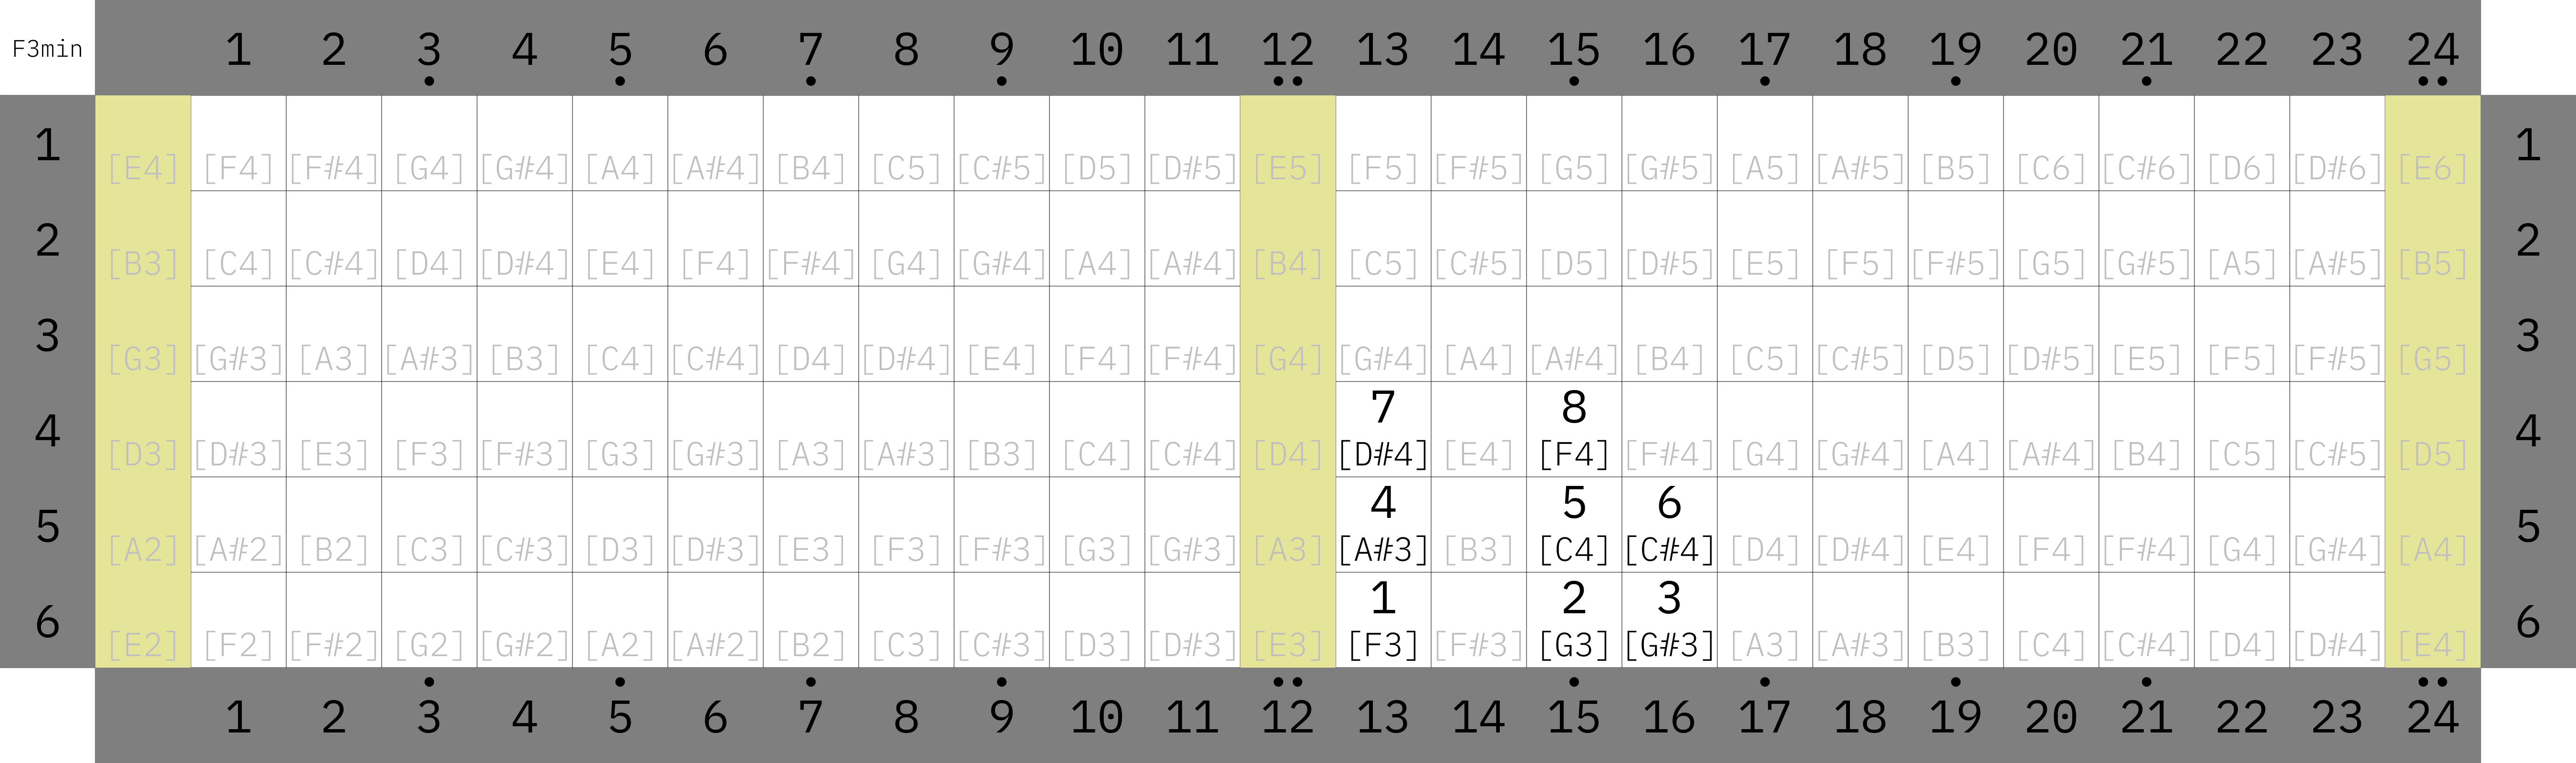 F3min 1 2 3 4 5 6 7 8 9 10 11 12 13 14 15 16 17 18 19 20 21 22 23 24
1 [E4] [F4] [F#4] [G4] [G#4] [A4] [A#4] [B4] [C5] [C#5] [D5] [D#5] [E5] [F5] [F#5] [G5] [G#5] [A5] [A#5] [B5] [C6] [C#6] [D6] [D#6] [E6] 1
2 [B3] [C4] [C#4] [D4] [D#4] [E4] [F4] [F#4] [G4] [G#4] [A4] [A#4] [B4] [C5] [C#5] [D5] [D#5] [E5] [F5] [F#5] [G5] [G#5] [A5] [A#5] [B5] 2
3 [G3] [G#3] [A3] [A#3] [B3] [C4] [C#4] [D4] [D#4] [E4] [F4] [F#4] [G4] [G#4] [A4] [A#4] [B4] [C5] [C#5] [D5] [D#5] [E5] [F5] [F#5] [G5] 3
7 8
4 [D3] [D#3] [E3] [F3] [F#3] [G3] [G#3] [A3] [A#3] [B3] [C4] [C#4] [D4] [D#4] [E4] [F4] [F#4] [G4] [G#4] [A4] [A#4] [B4] [C5] [C#5] [D5] 4
4 5 6
5 [A2] [A#2] [B2] [C3] [C#3] [D3] [D#3] [E3] [F3] [F#3] [G3] [G#3] [A3] [A#3] [B3] [C4] [C#4] [D4] [D#4] [E4] [F4] [F#4] [G4] [G#4] [A4] 5
1 2 3
6 [E2] [F2] [F#2] [G2] [G#2] [A2] [A#2] [B2] [C3] [C#3] [D3] [D#3] [E3] [F3] [F#3] [G3] [G#3] [A3] [A#3] [B3] [C4] [C#4] [D4] [D#4] [E4] 6
1 2 3 4 5 6 7 8 9 10 11 12 13 14 15 16 17 18 19 20 21 22 23 24